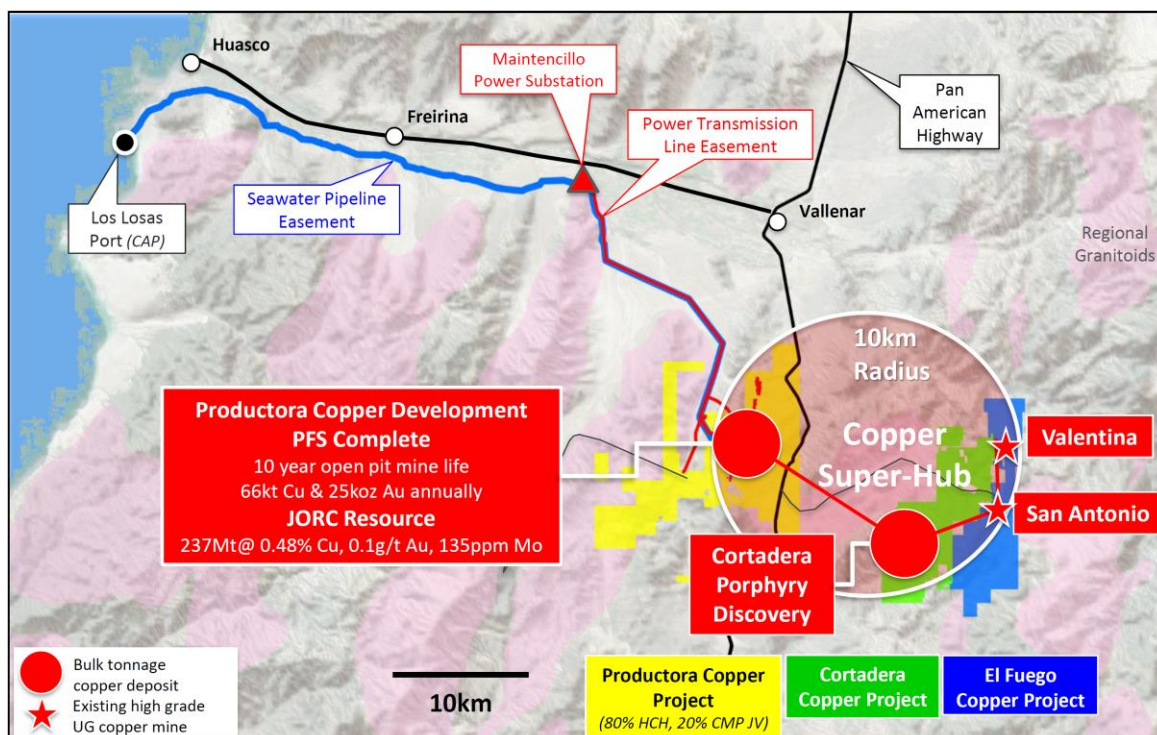 Huasco
Maintencillo
Power Substation
Pan
American
Highway
Freirina
Power Transmission
Line Easement
Seawater Pipeline
Easement
Los Losas
Port (CAP)
Vallenar
Regional
Granitoids
10km
Radius
Copper
Super-Hub
Productora Copper Development
PFS Complete
10 year open pit mine life
66kt Cu & 25koz Au annually
JORC Resource
237Mt@ 0.48% Cu, 0.1g/t Au, 135ppm Mo
Valentina
San Antonio
Cortadera
Porphyry
Discovery
Bulk tonnage
copper deposit
Existing high grade
UG copper mine
10km
Productora Copper
Project
(80% HCH, 20% CMP JV)
Cortadera
Copper Project
El Fuego
Copper Project